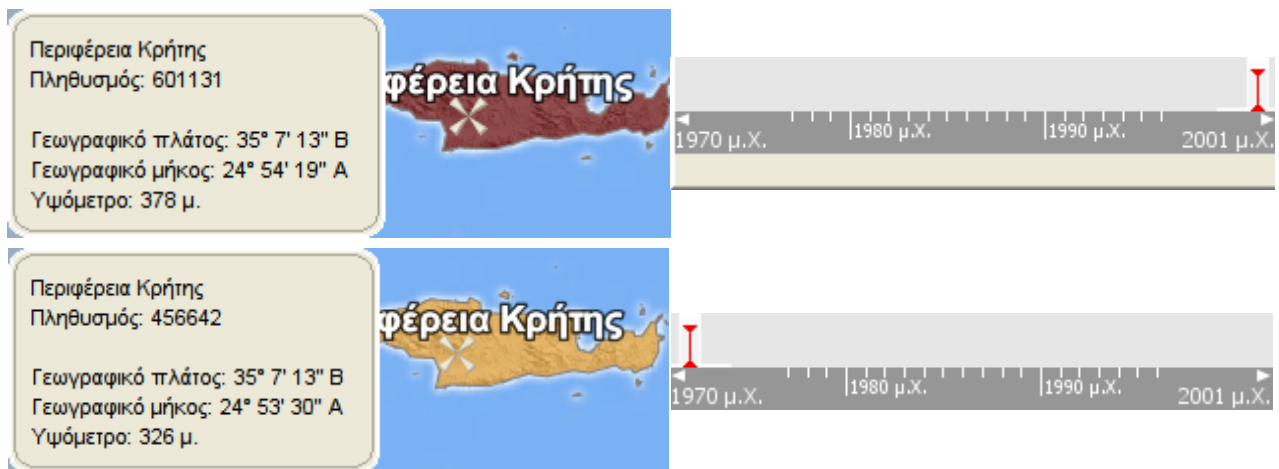 Περιφέρεια Κρήτης
Πληθυσμός: 601131
Γεωγραφικό πλάτος: 35° 7' 13" Β
Γεωγραφικό μήκος: 24° 54' 19" Α
Υψόμετρο: 378 μ.
φέρεια Κρήτης
1970 μ.Χ.
1980 μ.Χ.
1990 μ.Χ.
2001 μ.Χ.
Περιφέρεια Κρήτης
Πληθυσμός: 456642
Γεωγραφικό πλάτος: 35° 7' 13" Β
Γεωγραφικό μήκος: 24° 53' 30" Α
Υψόμετρο: 326 μ.
φέρεια Κρήτης
1970 μ.Χ.
1980 μ.Χ.
1990 μ.Χ.
2001 μ.Χ.